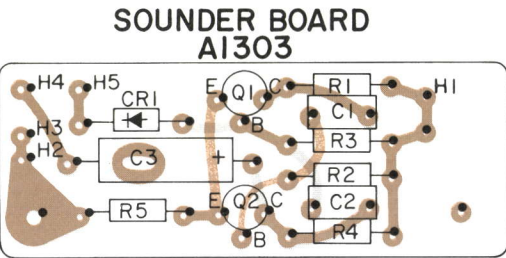 SOUNDER BOARD
A1303
H4 H5 E Q1 C R1 H1
CR1 C1
H3 B R3
H2 C3 +
R2
R5 E Q2 C C2
B R4